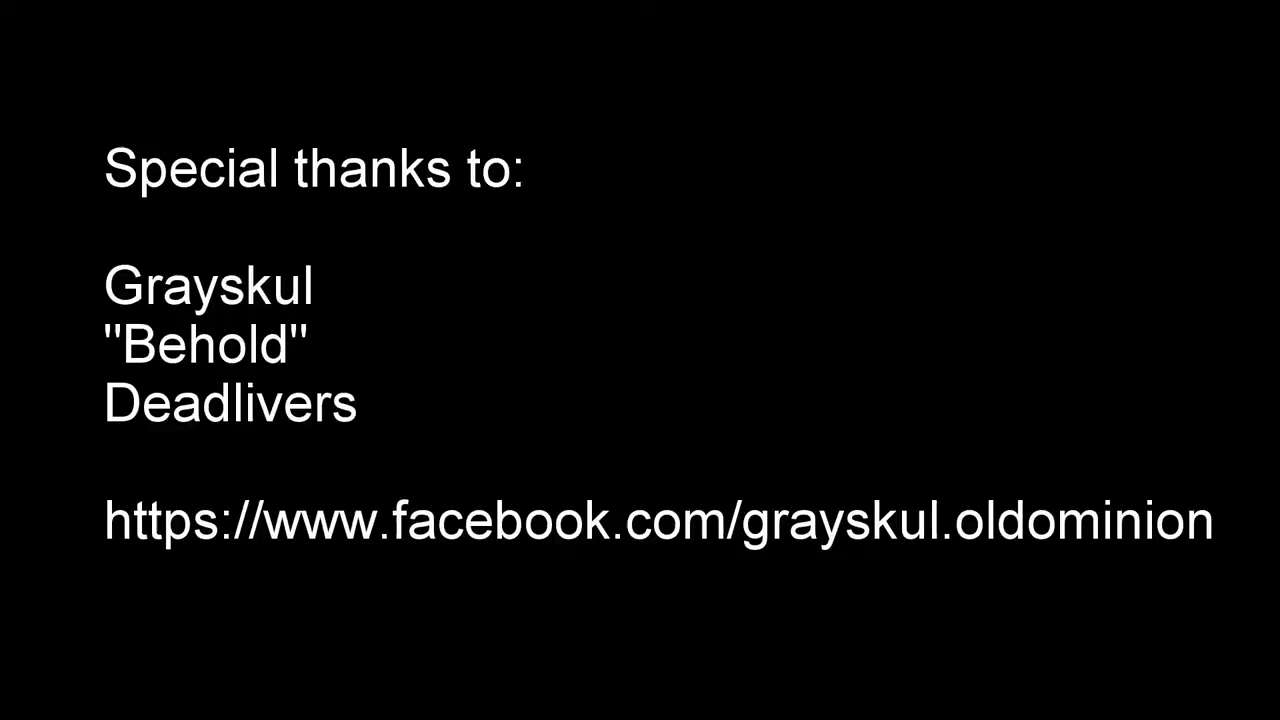 Special thanks to:
Grayskul
"Behold"
Deadlivers
https://www.facebook.com/grayskul.oldominion